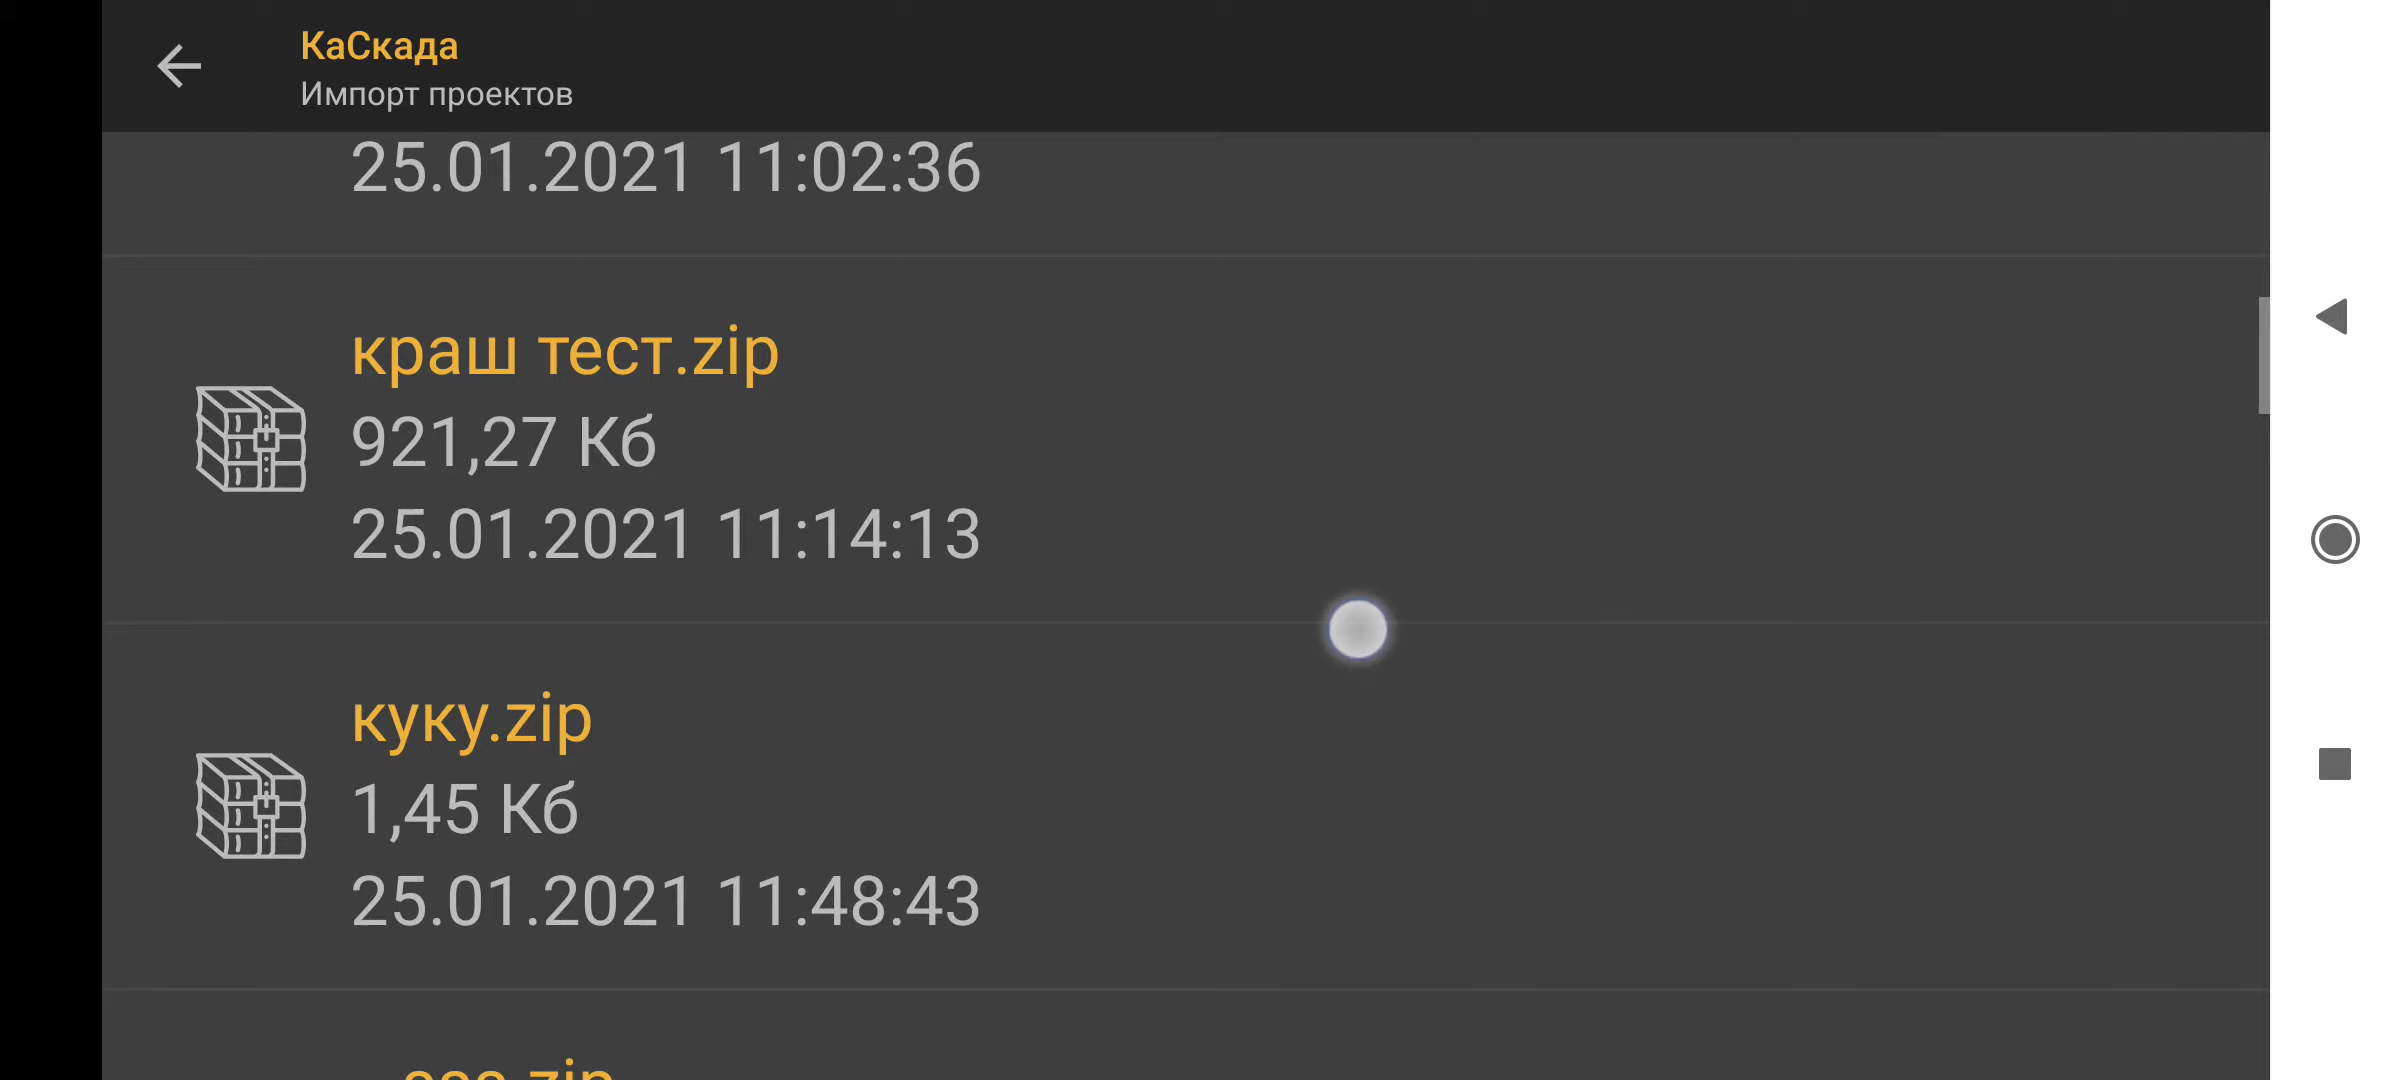 КаСкада
Импорт проектов
25.01.2021 11:02:36
краш тест.zip
921,27 Кб
25.01.2021 11:14:13
куку.zip
1,45 Кб
25.01.2021 11:48:43